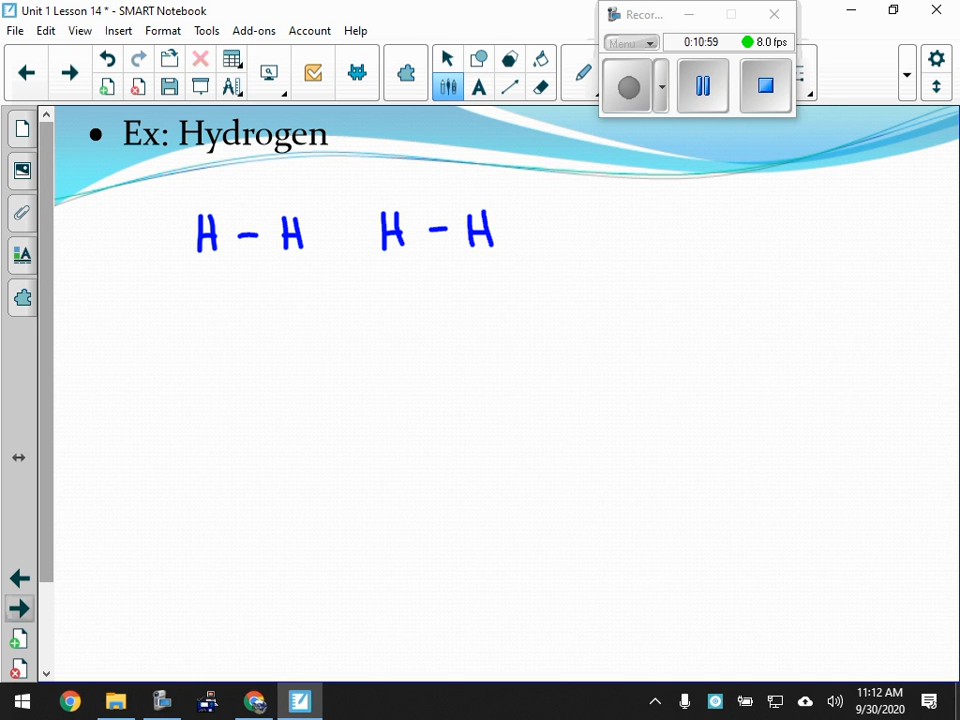 Unit 1 Lesson 14 * - SMART Notebook
Recor...
File Edit View Insert Format Tools Add-ons Account Help
Menu 0:10:59 8.0 fps
• Ex: Hydrogen
H - H H - H
11:12 AM
9/30/2020